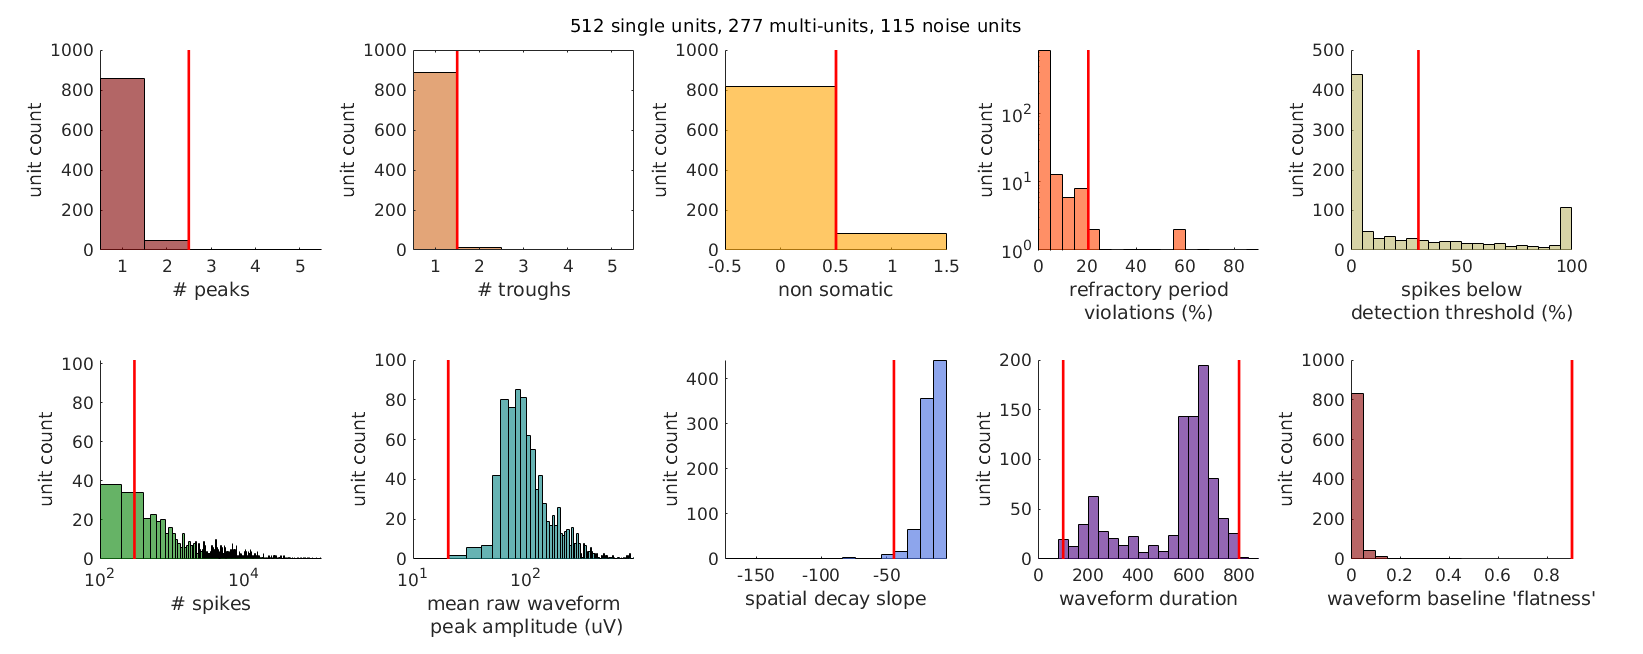 512 single units, 277 multi-units, 115 noise units
unit count
1000
800
600
400
200
0
1 2 3 4 5
# peaks
unit count
1000
800
600
400
200
0
1 2 3 4 5
# troughs
unit count
1000
800
600
400
200
0
-0.5 0 0.5 1 1.5
non somatic
unit count
10^2
10^1
10^0
0 20 40 60 80
refractory period
violations (%)
unit count
500
400
300
200
100
0
0 50 100
spikes below
detection threshold (%)
unit count
100
80
60
40
20
0
10^2 10^4
# spikes
unit count
100
80
60
40
20
0
10^1 10^2
mean raw waveform
peak amplitude (uV)
unit count
400
300
200
100
0
-150 -100 -50
spatial decay slope
unit count
200
150
100
50
0
0 200 400 600 800
waveform duration
unit count
1000
800
600
400
200
0
0 0.2 0.4 0.6 0.8
waveform baseline 'flatness'